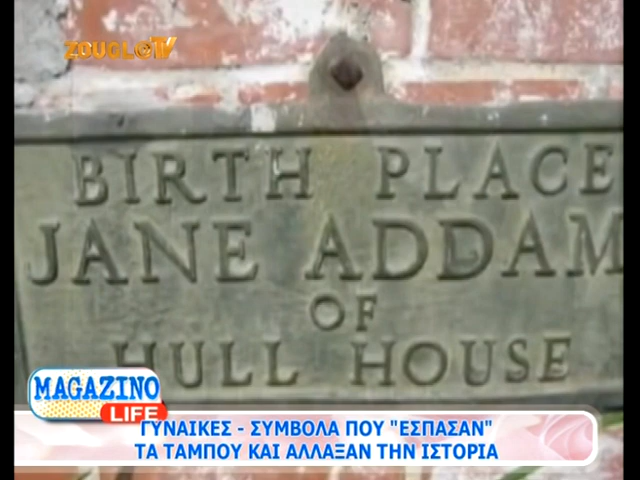 ZOUGL@TV
BIRTH PLACE
JANE ADDAM
OF
HULL HOUSE
MAGAZINO
LIFE
ΓΥΝΑΙΚΕΣ - ΣΥΜΒΟΛΑ ΠΟΥ "ΕΣΠΑΣΑΝ"
ΤΑ ΤΑΜΠΟΥ ΚΑΙ ΑΛΛΑΞΑΝ ΤΗΝ ΙΣΤΟΡΙΑ